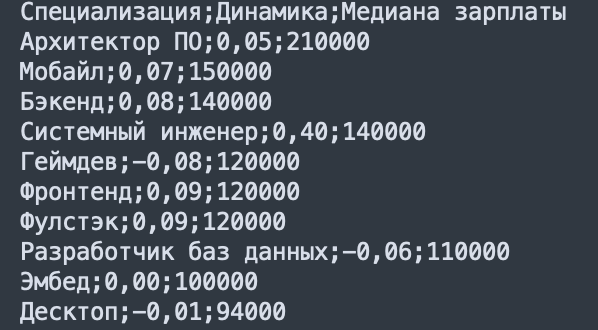 Специализация;Динамика;Медиана зарплаты
Архитектор ПО;0,05;210000
Мобайл;0,07;150000
Бэкенд;0,08;140000
Системный инженер;0,40;140000
Геймдев;−0,08;120000
Фронтенд;0,09;120000
Фулстэк;0,09;120000
Разработчик баз данных;−0,06;110000
Эмбед;0,00;100000
Десктоп;−0,01;94000